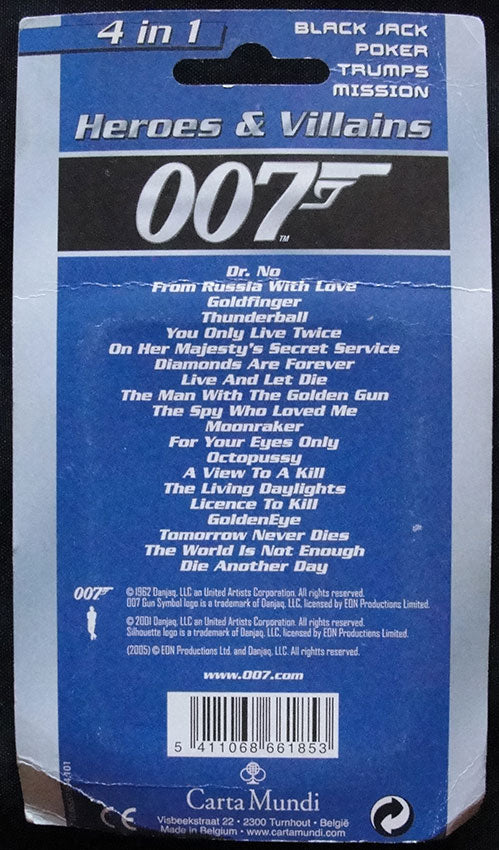 4 in 1
BLACK JACK
POKER
TRUMPS
MISSION
Heroes & Villains
007
TM
Dr. No
From Russia With Love
Goldfinger
Thunderball
You Only Live Twice
On Her Majesty's Secret Service
Diamonds Are Forever
Live And Let Die
The Man With The Golden Gun
The Spy Who Loved Me
Moonraker
For Your Eyes Only
Octopussy
A View To A Kill
The Living Daylights
Licence To Kill
GoldenEye
Tomorrow Never Dies
The World Is Not Enough
Die Another Day
007
© 1962 Danjaq, LLC an United Artists Corporation. All rights reserved.
007 Gun Symbol logo is a trademark of Danjaq, LLC, licensed by EON Productions Limited.
© 2001 Danjaq, LLC an United Artists Corporation. All rights reserved.
Silhouette logo is a trademark of Danjaq, LLC, licensed by EON Productions Limited.
(2005) © EON Productions Ltd. and Danjaq, LLC. All rights reserved.
www.007.com
5 411068 661853
CE
Carta Mundi
Visbeekstraat 22 • 2300 Turnhout • België
Made in Belgium • www.cartamundi.com